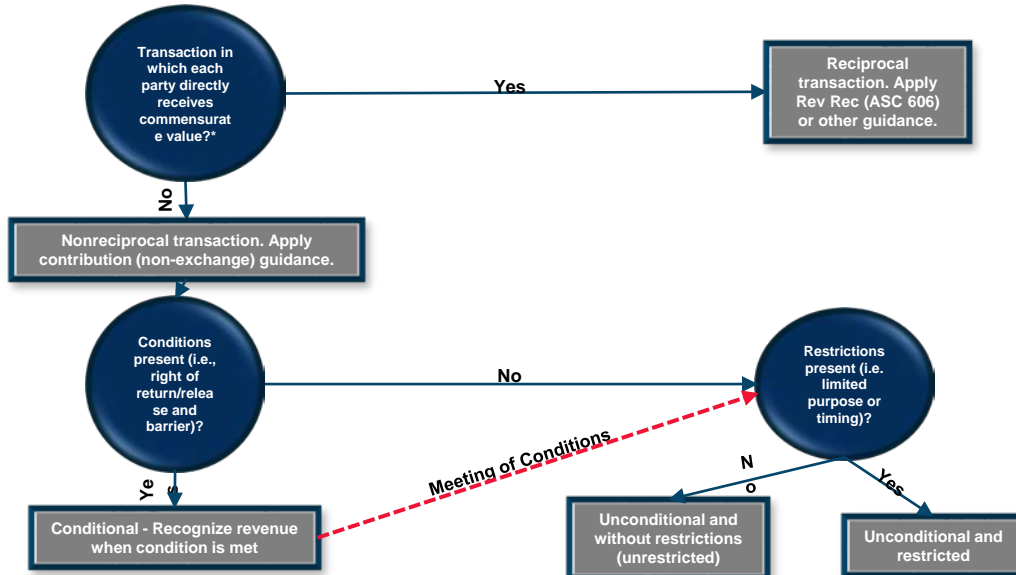 Transaction in
which each
party directly
receives
commensurat
e value?*
Yes
Reciprocal
transaction. Apply
Rev Rec (ASC 606)
or other guidance.
No
Nonreciprocal transaction. Apply
contribution (non-exchange) guidance.
Conditions
present (i.e.,
right of
return/relea
se and
barrier)?
No
Restrictions
present (i.e.
limited
purpose or
timing)?
Meeting of Conditions
Ye
s
N
o
Yes
Conditional - Recognize revenue
when condition is met
Unconditional and
without restrictions
(unrestricted)
Unconditional and
restricted